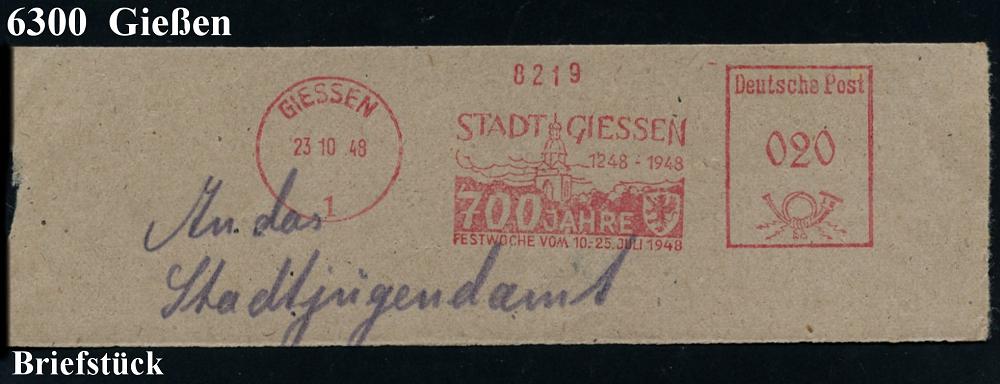 6300 Gießen
8219
GIESSEN
23 10 48
1
STADT GIESSEN
1248 - 1948
700 JAHRE
FESTWOCHE VOM 10.-25. JULI 1948
Deutsche Post
020
An das
Stadtjugendamt
Briefstück